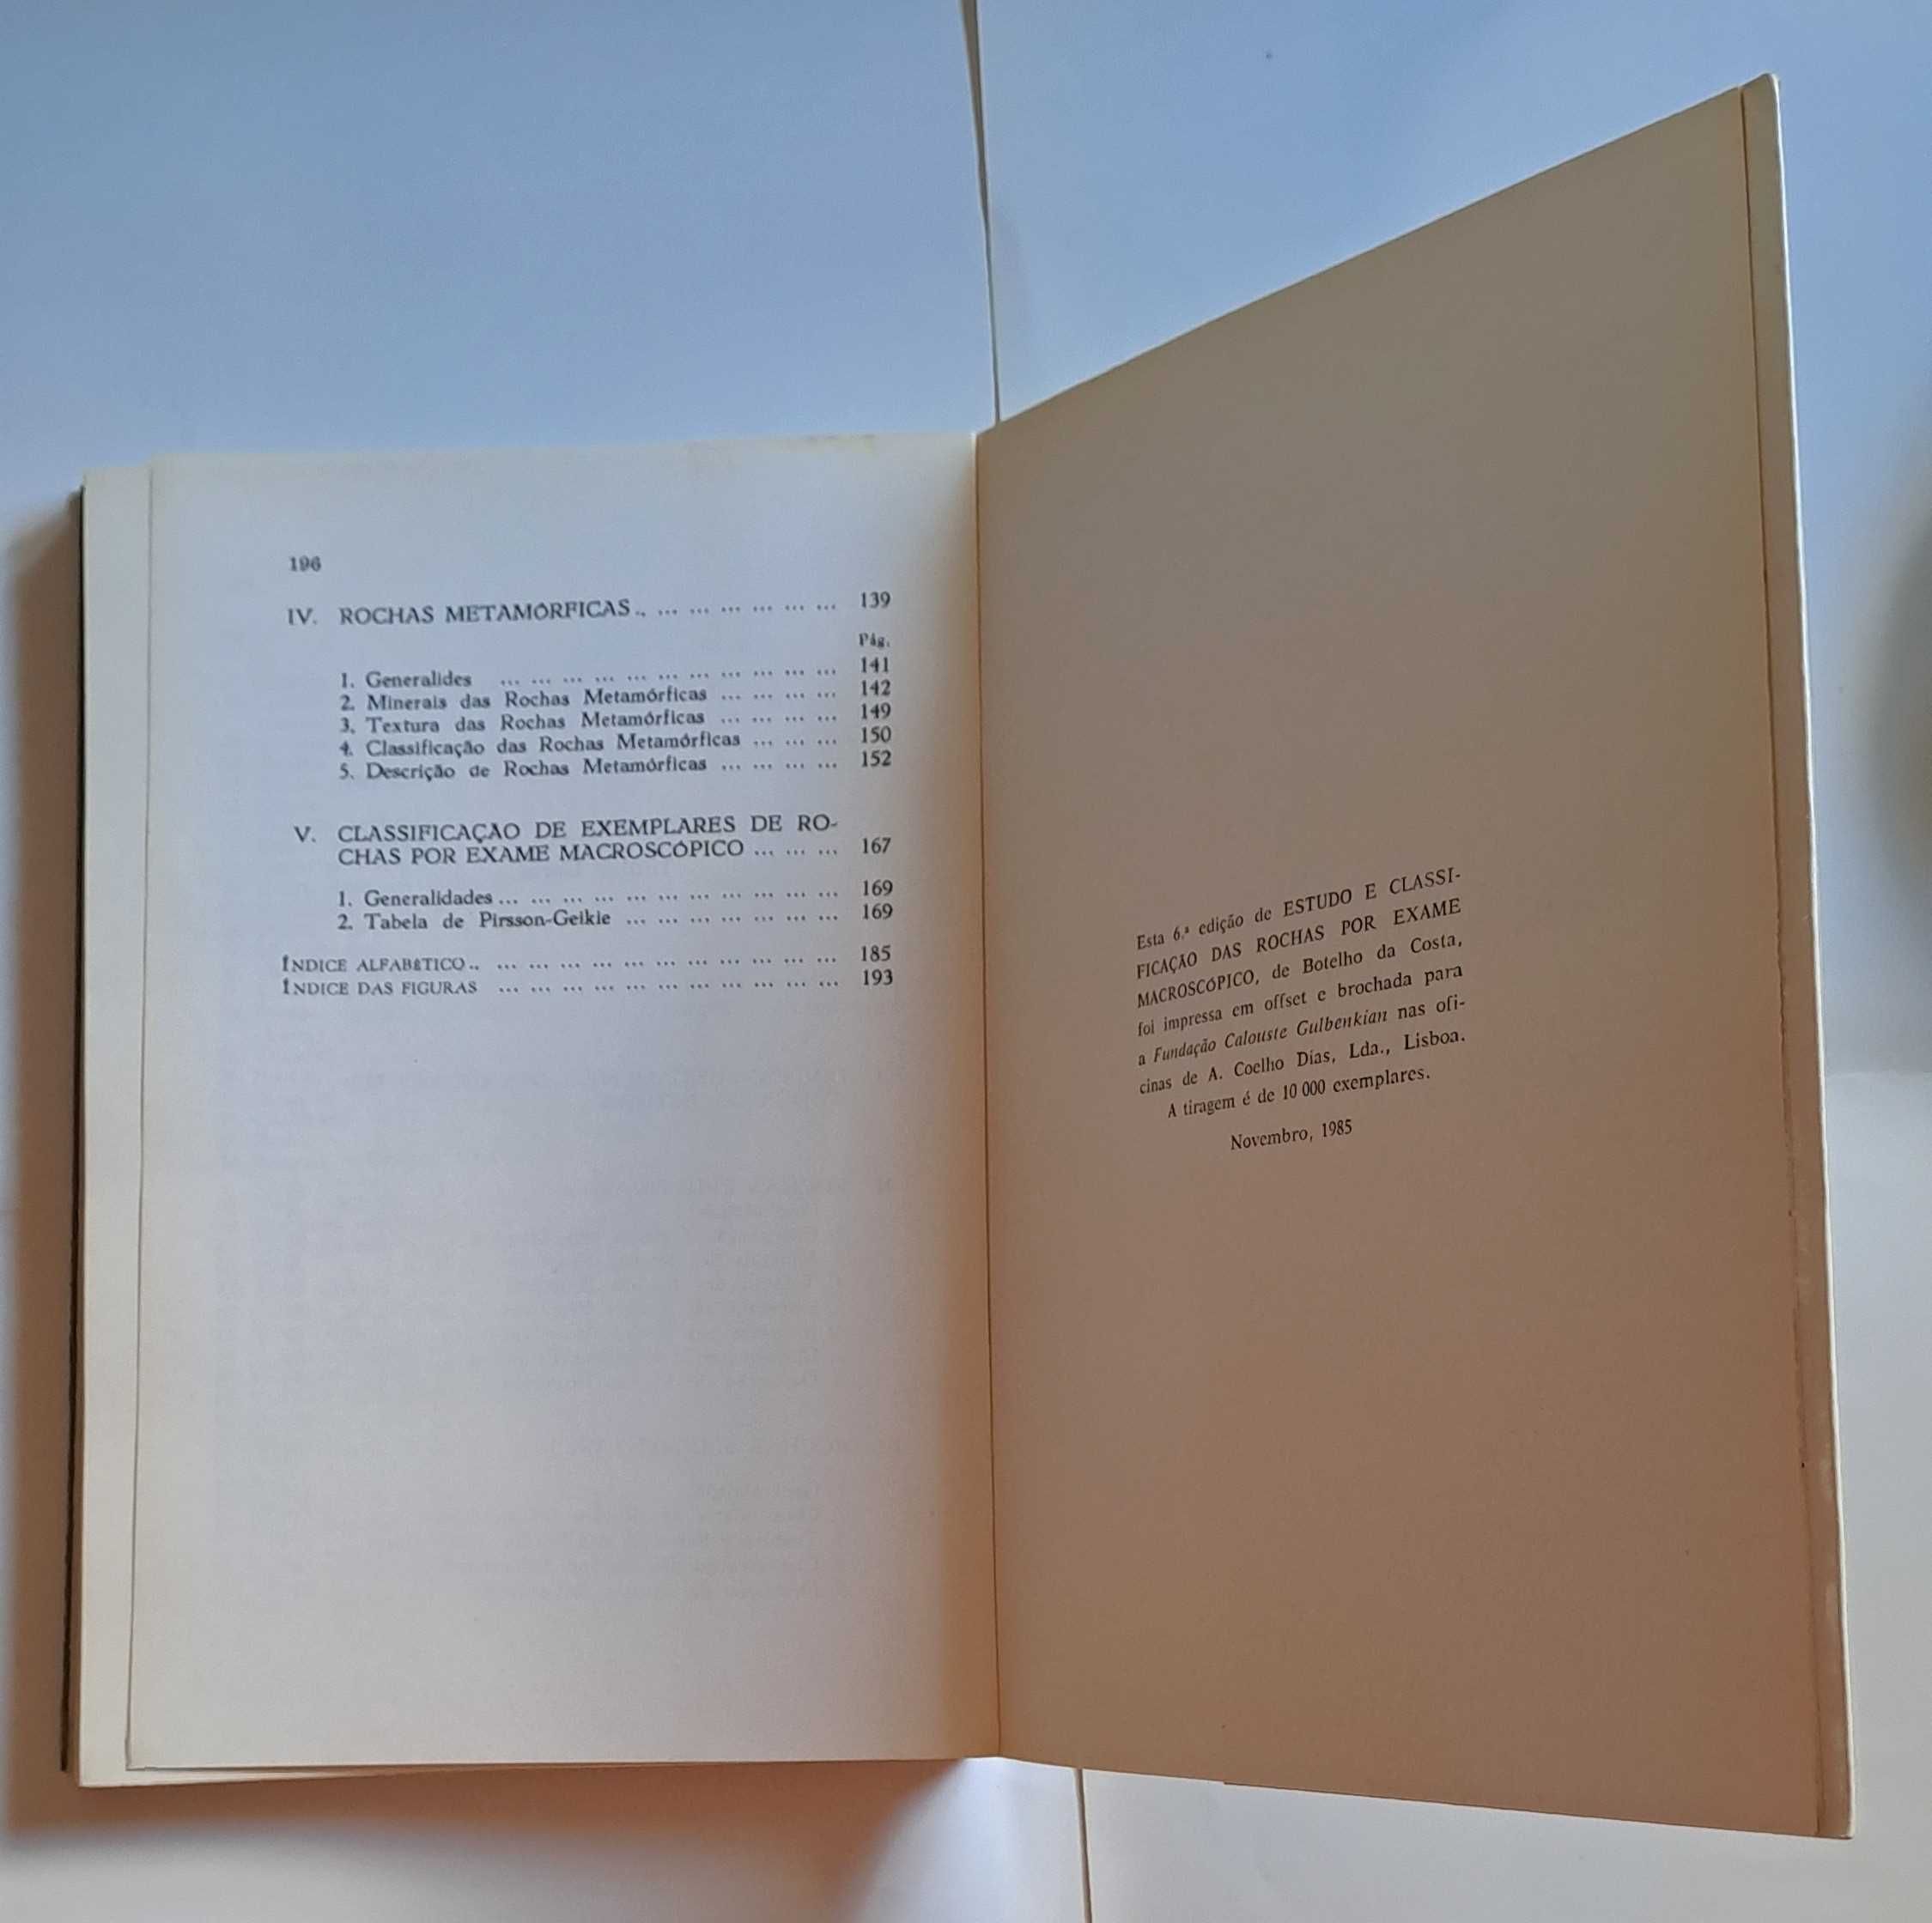 196
IV. ROCHAS METAMÓRFICAS.. ... ... ... ... ... ... 139
Pág.
1. Generalides ... ... ... ... ... ... ... ... ... ... ... 141
2. Minerais das Rochas Metamórficas ... ... ... ... 142
3. Textura das Rochas Metamórficas ... ... ... ... 149
4. Classificação das Rochas Metamórficas ... ... ... 150
5. Descrição de Rochas Metamórficas ... ... ... ... 152
V. CLASSIFICAÇÃO DE EXEMPLARES DE RO-
CHAS POR EXAME MACROSCÓPICO ... ... ... 167
1. Generalidades ... ... ... ... ... ... ... ... ... ... ... 169
2. Tabela de Pirsson-Geikie ... ... ... ... ... ... ... 169
ÍNDICE ALFABÉTICO.. ... ... ... ... ... ... ... ... ... ... ... 185
ÍNDICE DAS FIGURAS ... ... ... ... ... ... ... ... ... ... ... 193
Esta 6.ª edição de ESTUDO E CLASSI-
FICAÇÃO DAS ROCHAS POR EXAME
MACROSCÓPICO, de Botelho da Costa,
foi impressa em offset e brochada para
a Fundação Calouste Gulbenkian nas ofi-
cinas de A. Coelho Dias, Lda., Lisboa.
A tiragem é de 10 000 exemplares.
Novembro, 1985